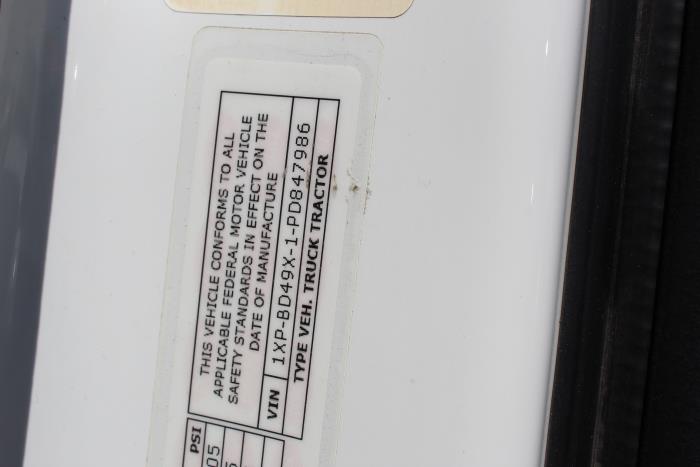 THIS VEHICLE CONFORMS TO ALL
APPLICABLE FEDERAL MOTOR VEHICLE
SAFETY STANDARDS IN EFFECT ON THE
DATE OF MANUFACTURE
VIN 1XP-BD49X-1-PD847986
TYPE VEH. TRUCK TRACTOR
PSI
05